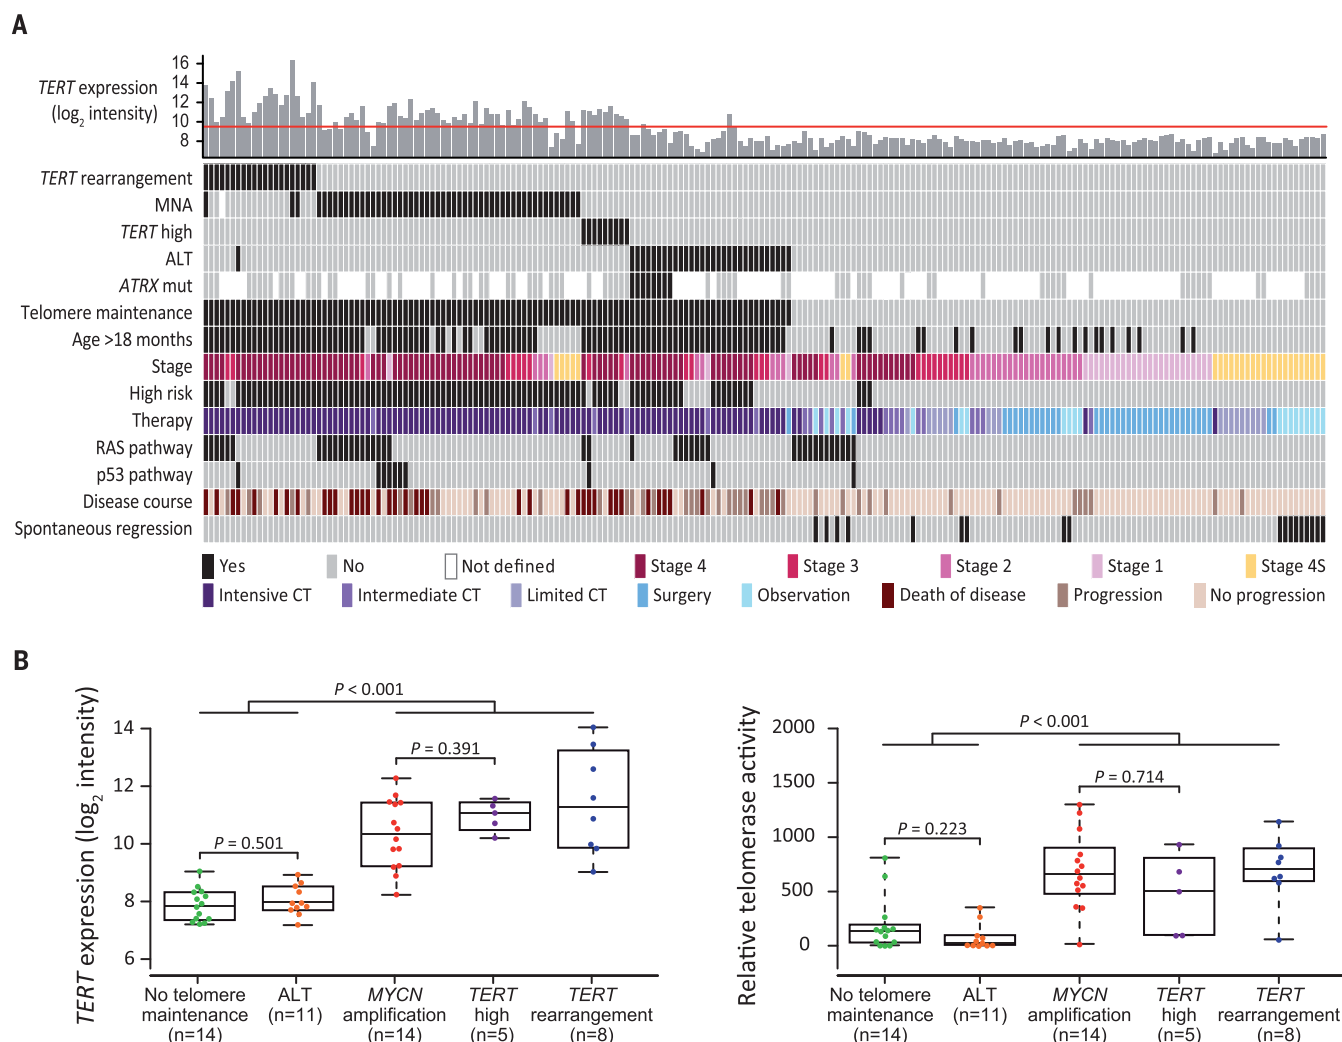 A
TERT expression
(log2 intensity)
16
14
12
10
8
TERT rearrangement
MNA
TERT high
ALT
ATRX mut
Telomere maintenance
Age >18 months
Stage
High risk
Therapy
RAS pathway
p53 pathway
Disease course
Spontaneous regression
Yes No Not defined Stage 4 Stage 3 Stage 2 Stage 1 Stage 4S
Intensive CT Intermediate CT Limited CT Surgery Observation Death of disease Progression No progression
B
TERT expression (log2 intensity)
14
12
10
8
6
P < 0.001
P = 0.391
P = 0.501
No telomere maintenance (n=14)
ALT (n=11)
MYCN amplification (n=14)
TERT high (n=5)
TERT rearrangement (n=8)
Relative telomerase activity
2000
1500
1000
500
0
P < 0.001
P = 0.714
P = 0.223
No telomere maintenance (n=14)
ALT (n=11)
MYCN amplification (n=14)
TERT high (n=5)
TERT rearrangement (n=8)